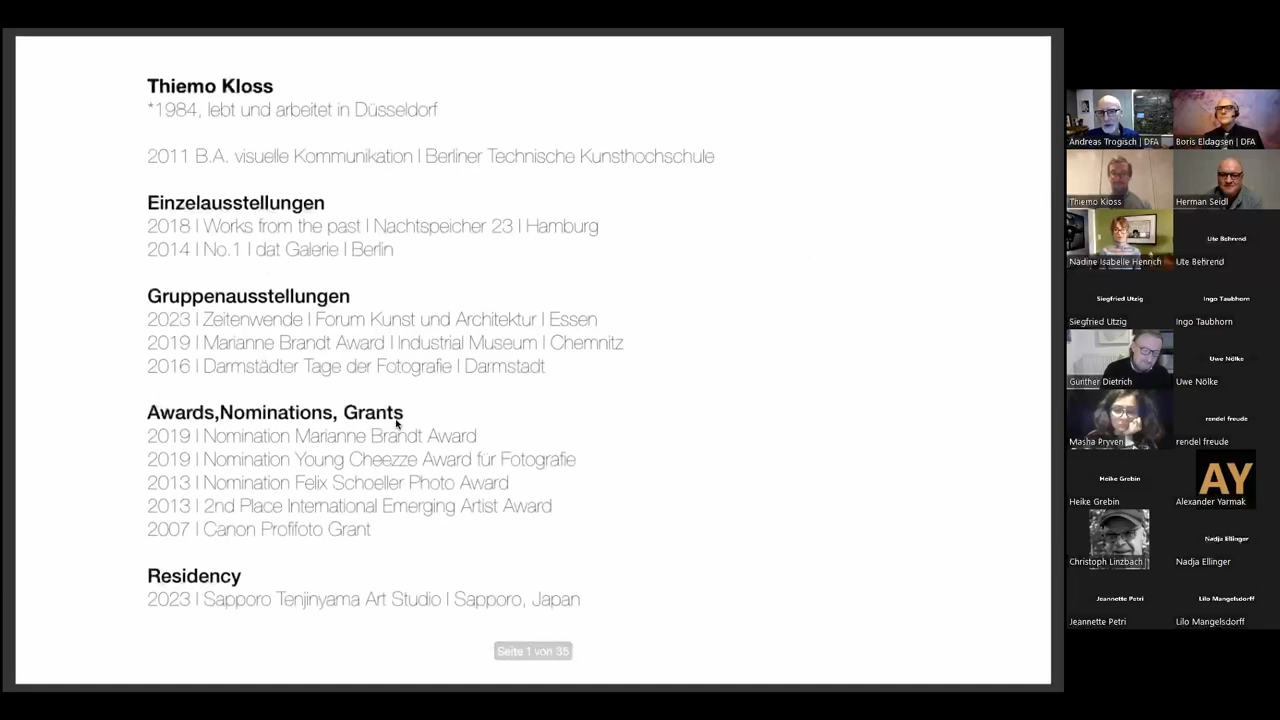 Thiemo Kloss
*1984, lebt und arbeitet in Düsseldorf
2011 B.A. visuelle Kommunikation | Berliner Technische Kunsthochschule
Einzelausstellungen
2018 | Works from the past | Nachtspeicher 23 | Hamburg
2014 | No.1 | dat Galerie | Berlin
Gruppenausstellungen
2023 | Zeitenwende | Forum Kunst und Architektur | Essen
2019 | Marianne Brandt Award | Industrial Museum | Chemnitz
2016 | Darmstädter Tage der Fotografie | Darmstadt
Awards,Nominations, Grants
2019 | Nomination Marianne Brandt Award
2019 | Nomination Young Cheezze Award für Fotografie
2013 | Nomination Felix Schoeller Photo Award
2013 | 2nd Place International Emerging Artist Award
2007 | Canon Profifoto Grant
Residency
2023 | Sapporo Tenjinyama Art Studio | Sapporo, Japan
Seite 1 von 35
Andreas Trogisch | DFA
Boris Eldagsen | DFA
Thiemo Kloss
Herman Seidl
Nadine Isabelle Henrich
Ute Behrend
Ute Behrend
Siegfried Utzig
Siegfried Utzig
Ingo Taubhorn
Ingo Taubhorn
Günther Dietrich
Uwe Nölke
Uwe Nölke
Masha Pryven
rendel freude
rendel freude
Heike Grebin
Heike Grebin
AY
Alexander Yarmak
Christoph Linzbach
Nadja Ellinger
Nadja Ellinger
Jeannette Petri
Jeannette Petri
Lilo Mangelsdorff
Lilo Mangelsdorff